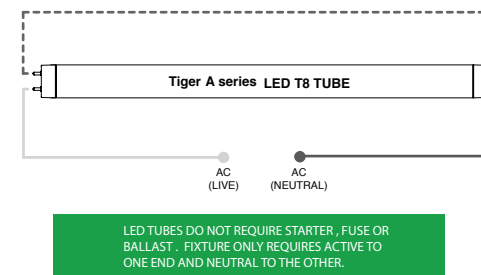 Tiger A series LED T8 TUBE
AC
(LIVE)
AC
(NEUTRAL)
LED TUBES DO NOT REQUIRE STARTER , FUSE OR
BALLAST . FIXTURE ONLY REQUIRES ACTIVE TO
ONE END AND NEUTRAL TO THE OTHER.